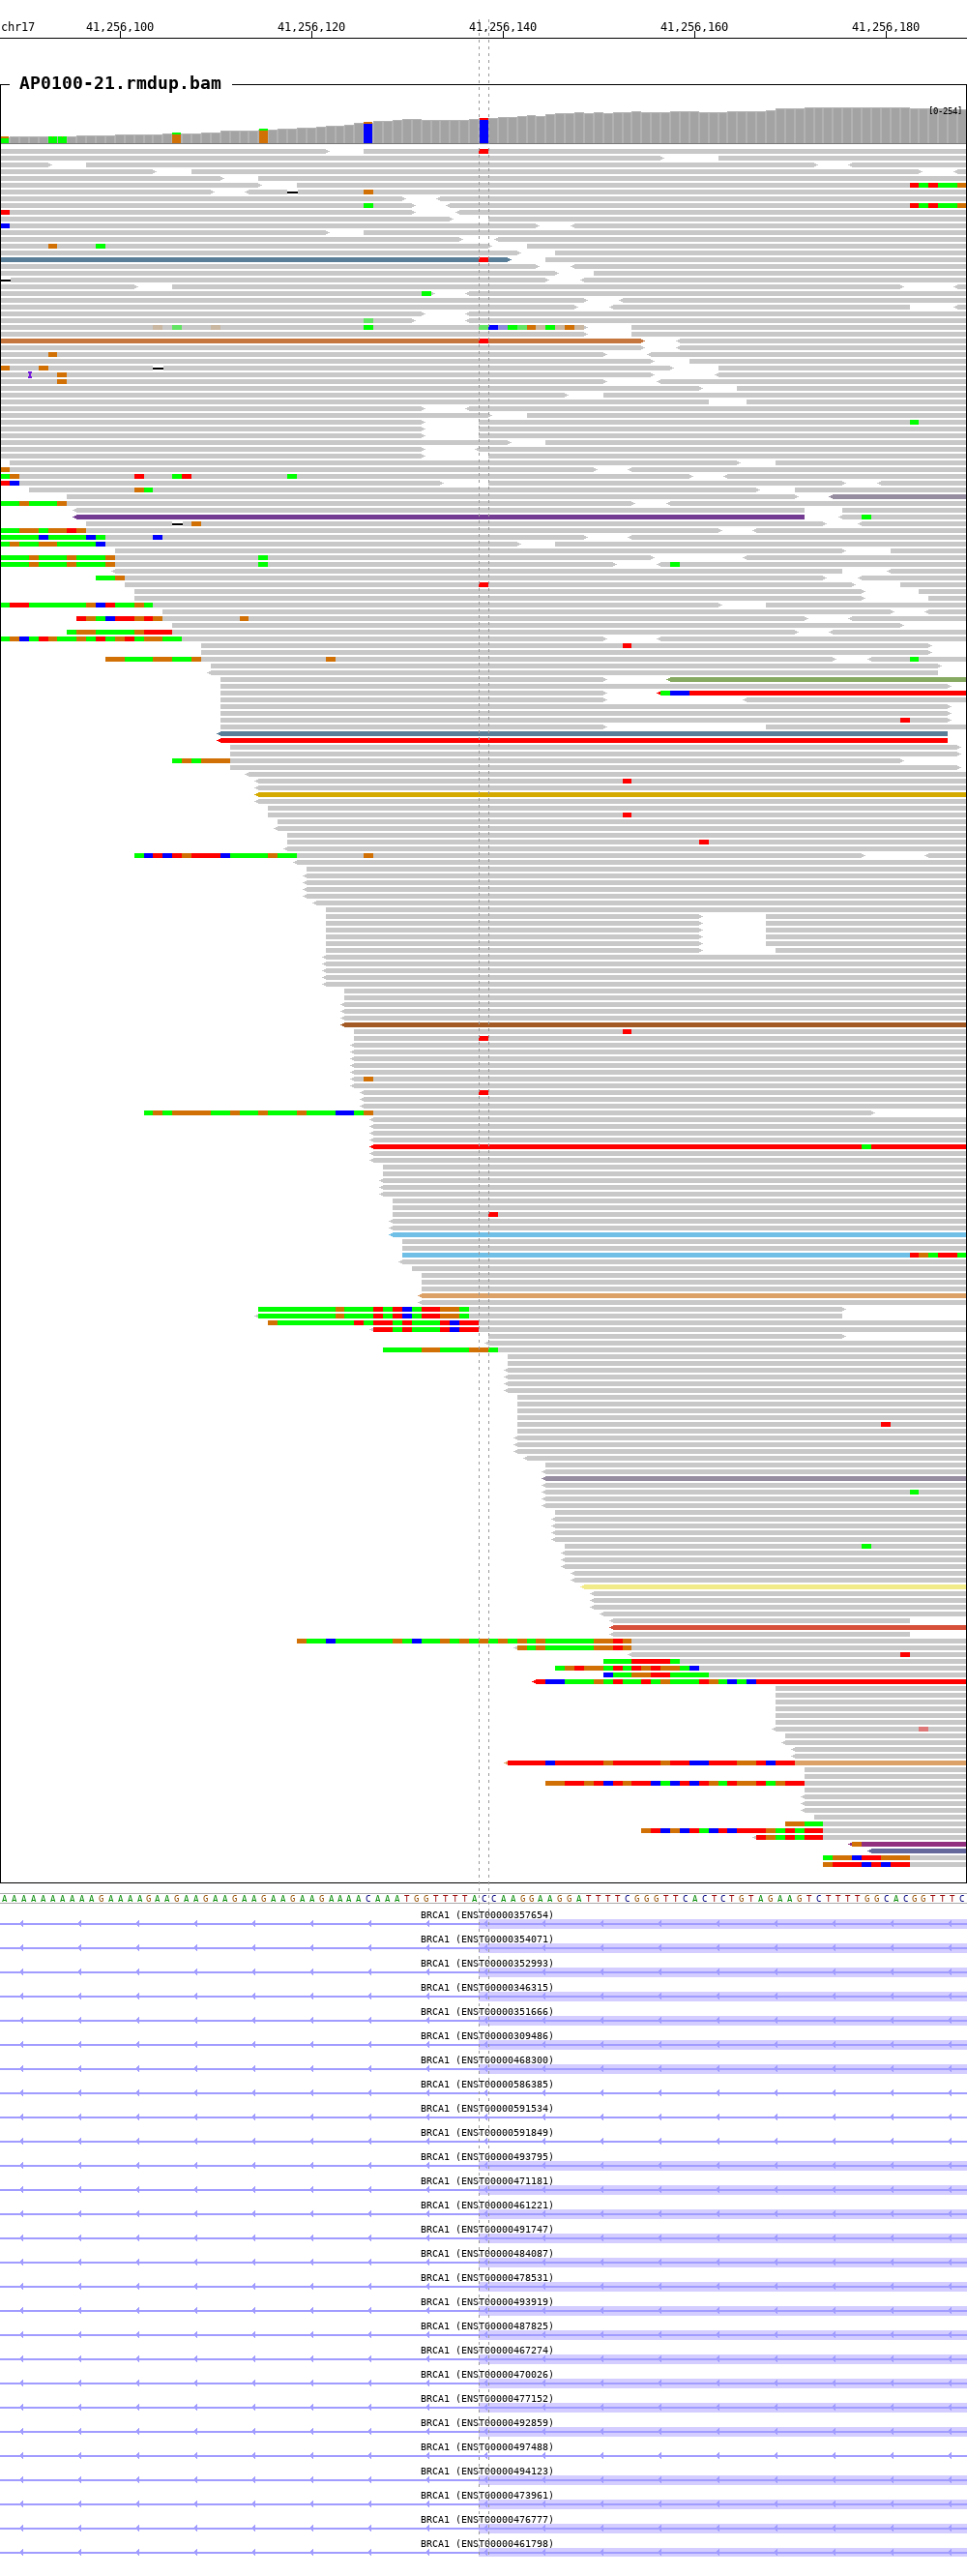 chr17 41,256,100 41,256,120 41,256,140 41,256,160 41,256,180
AP0100-21.rmdup.bam
[0-254]
A A A A A A A A A A G A A A A G A A G A A G A A G A A G A A G A A G A A A A C A A A T G G T T T T A C C A A G G A A G G A T T T T C G G G T T C A C T C T G T A G A A G T C T T T T G G C A C G G T T T C
BRCA1 (ENST00000357654)
BRCA1 (ENST00000354071)
BRCA1 (ENST00000352993)
BRCA1 (ENST00000346315)
BRCA1 (ENST00000351666)
BRCA1 (ENST00000309486)
BRCA1 (ENST00000468300)
BRCA1 (ENST00000586385)
BRCA1 (ENST00000591534)
BRCA1 (ENST00000591849)
BRCA1 (ENST00000493795)
BRCA1 (ENST00000471181)
BRCA1 (ENST00000461221)
BRCA1 (ENST00000491747)
BRCA1 (ENST00000484087)
BRCA1 (ENST00000478531)
BRCA1 (ENST00000493919)
BRCA1 (ENST00000487825)
BRCA1 (ENST00000467274)
BRCA1 (ENST00000470026)
BRCA1 (ENST00000477152)
BRCA1 (ENST00000492859)
BRCA1 (ENST00000497488)
BRCA1 (ENST00000494123)
BRCA1 (ENST00000473961)
BRCA1 (ENST00000476777)
BRCA1 (ENST00000461798)